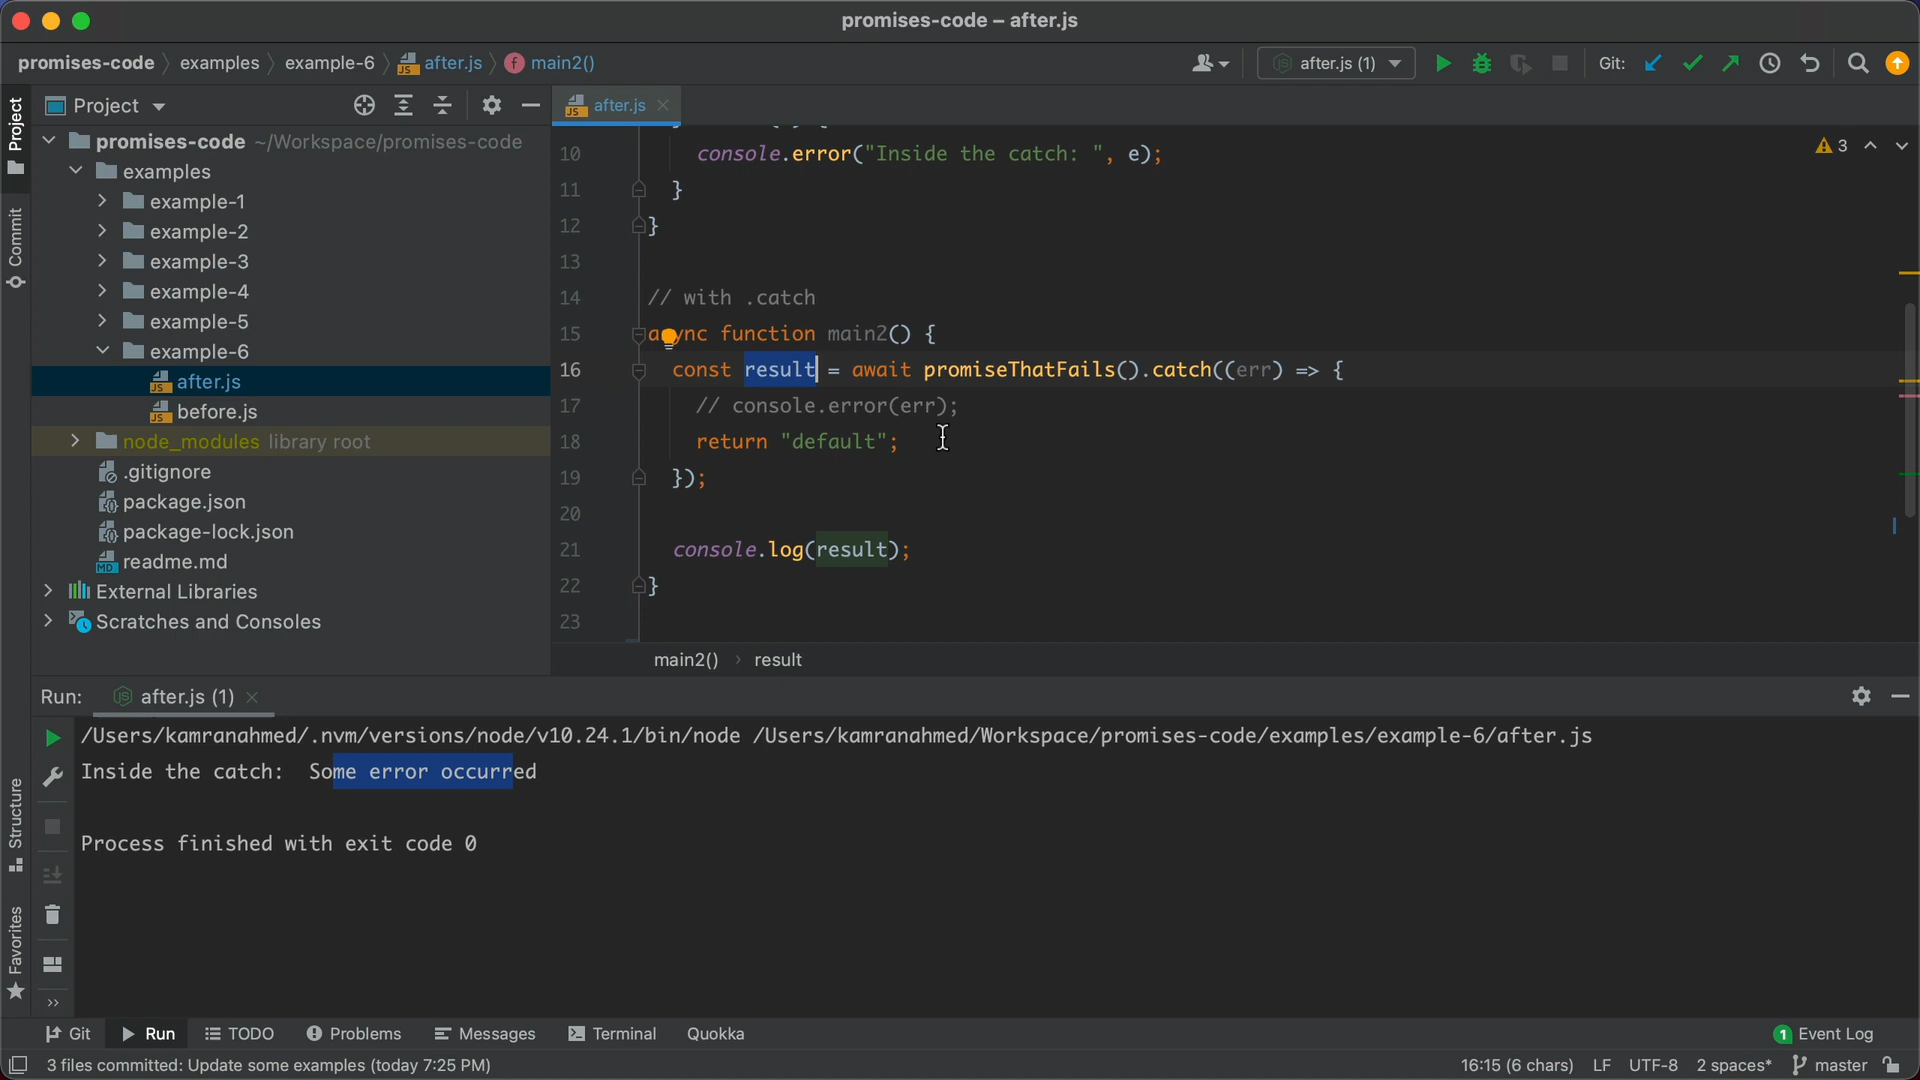 promises-code – after.js
promises-code examples example-6 after.js main2()
after.js (1) Git:
Project
after.js
promises-code ~/Workspace/promises-code
examples
example-1
example-2
example-3
example-4
example-5
example-6
after.js
before.js
node_modules library root
.gitignore
package.json
package-lock.json
readme.md
External Libraries
Scratches and Consoles
Project
Commit
Structure
Favorites
3
10 console.error("Inside the catch: ", e);
11 }
12 }
13
14 // with .catch
15 async function main2() {
16 const result = await promiseThatFails().catch((err) => {
17 // console.error(err);
18 return "default";
19 });
20
21 console.log(result);
22 }
23
main2() result
Run: after.js (1)
/Users/kamranahmed/.nvm/versions/node/v10.24.1/bin/node /Users/kamranahmed/Workspace/promises-code/examples/example-6/after.js
Inside the catch:  Some error occurred
Process finished with exit code 0
Git Run TODO Problems Messages Terminal Quokka 1 Event Log
3 files committed: Update some examples (today 7:25 PM) 16:15 (6 chars) LF UTF-8 2 spaces* master